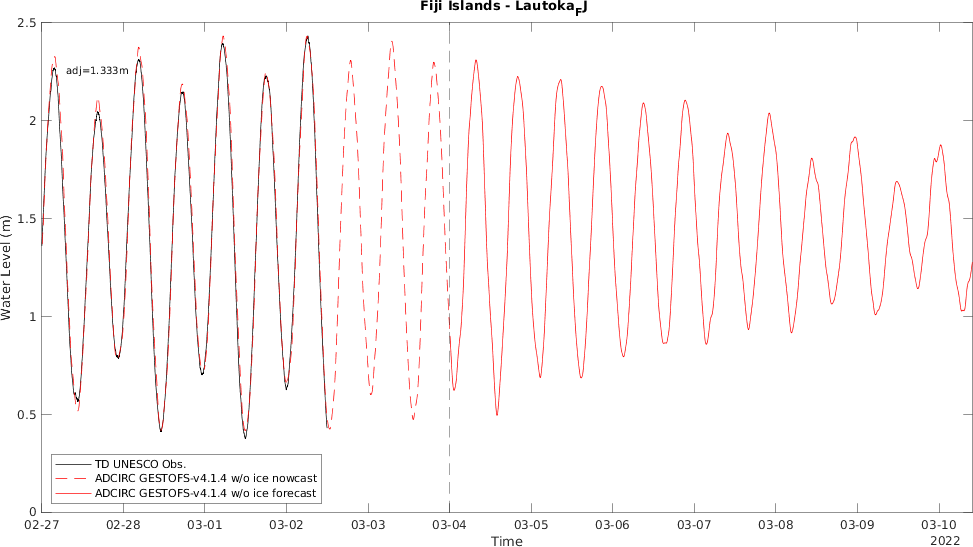 Fiji Islands - Lautoka_FJ
2.5
adj=1.333m
2
1.5
Water Level (m)
1
0.5
TD UNESCO Obs.
ADCIRC GESTOFS-v4.1.4 w/o ice nowcast
ADCIRC GESTOFS-v4.1.4 w/o ice forecast
0
02-27 02-28 03-01 03-02 03-03 03-04 03-05 03-06 03-07 03-08 03-09 03-10
Time 2022